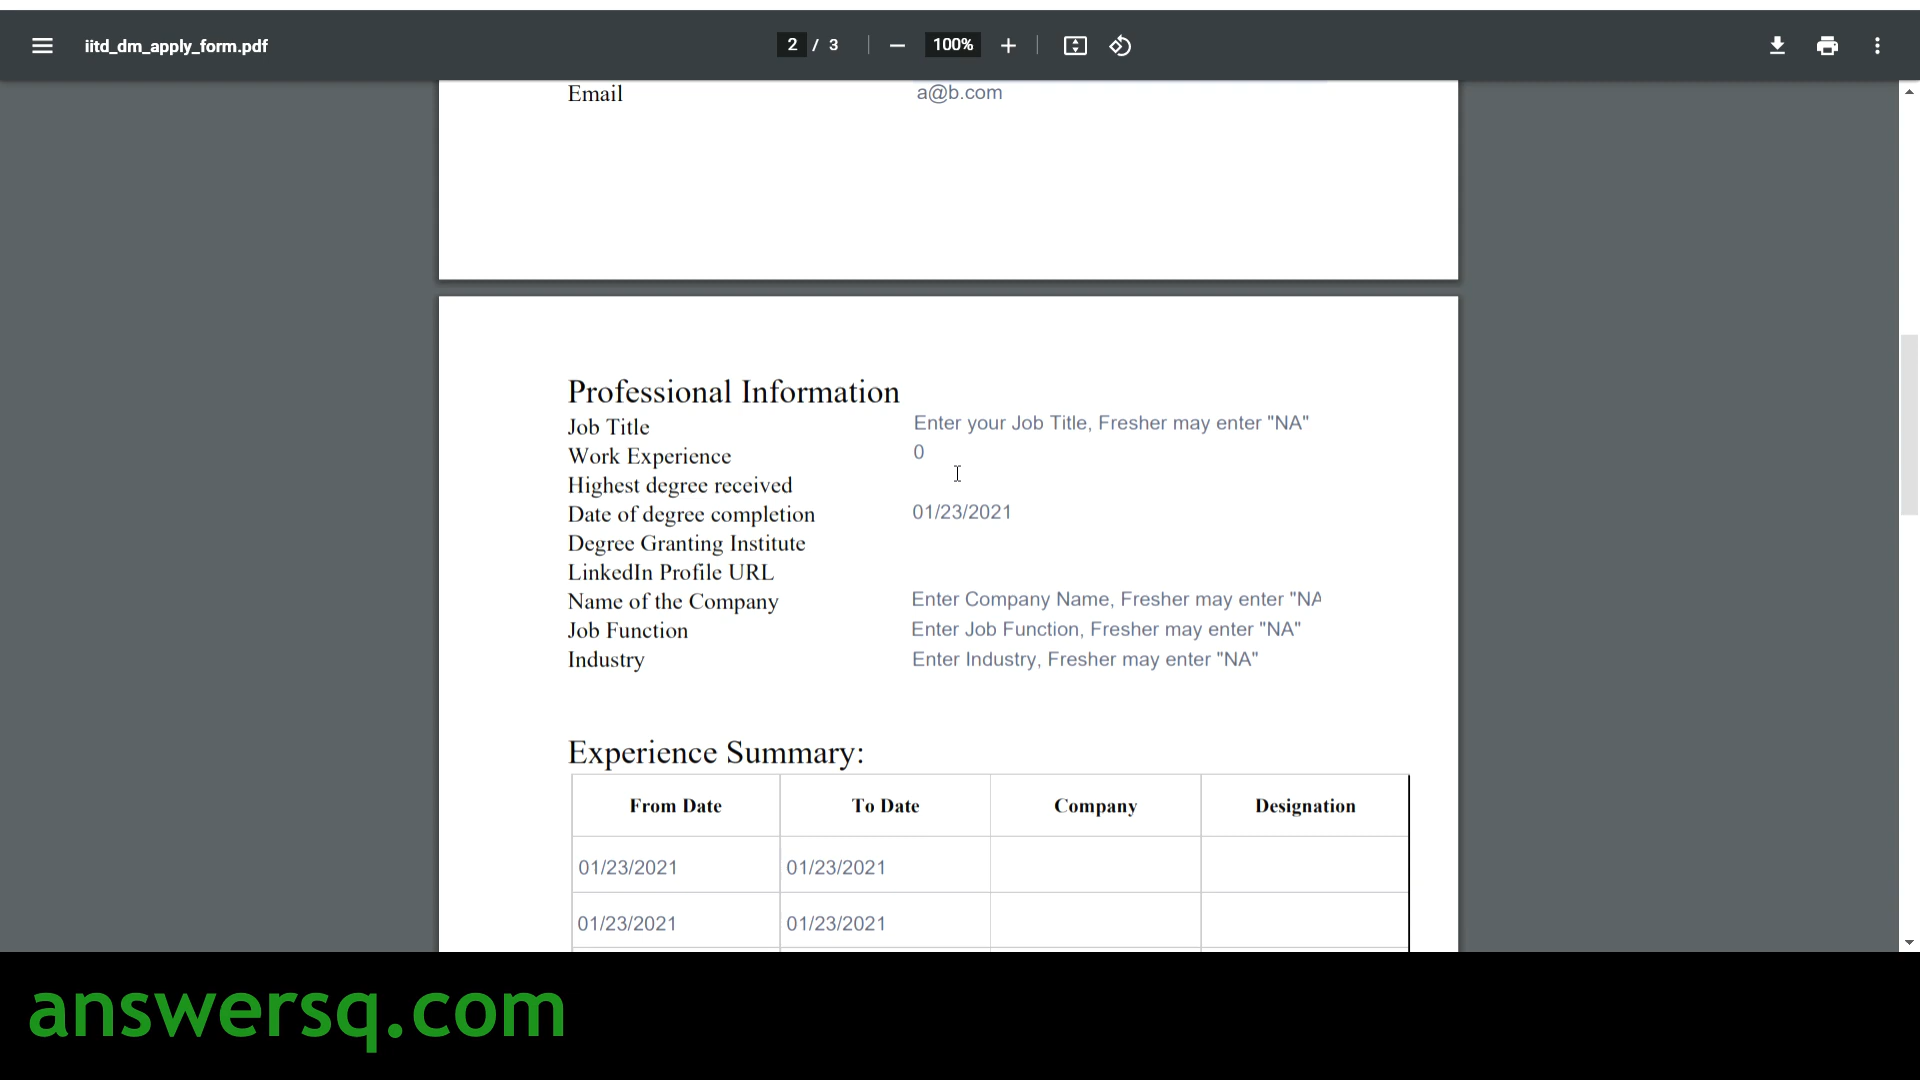 iitd_dm_apply_form.pdf 2 / 3 100%
Email a@b.com
Professional Information
Job Title Enter your Job Title, Fresher may enter "NA"
Work Experience 0
Highest degree received
Date of degree completion 01/23/2021
Degree Granting Institute
LinkedIn Profile URL
Name of the Company Enter Company Name, Fresher may enter "NA
Job Function Enter Job Function, Fresher may enter "NA"
Industry Enter Industry, Fresher may enter "NA"
Experience Summary:
From Date To Date Company Designation
01/23/2021 01/23/2021
01/23/2021 01/23/2021
answersq.com